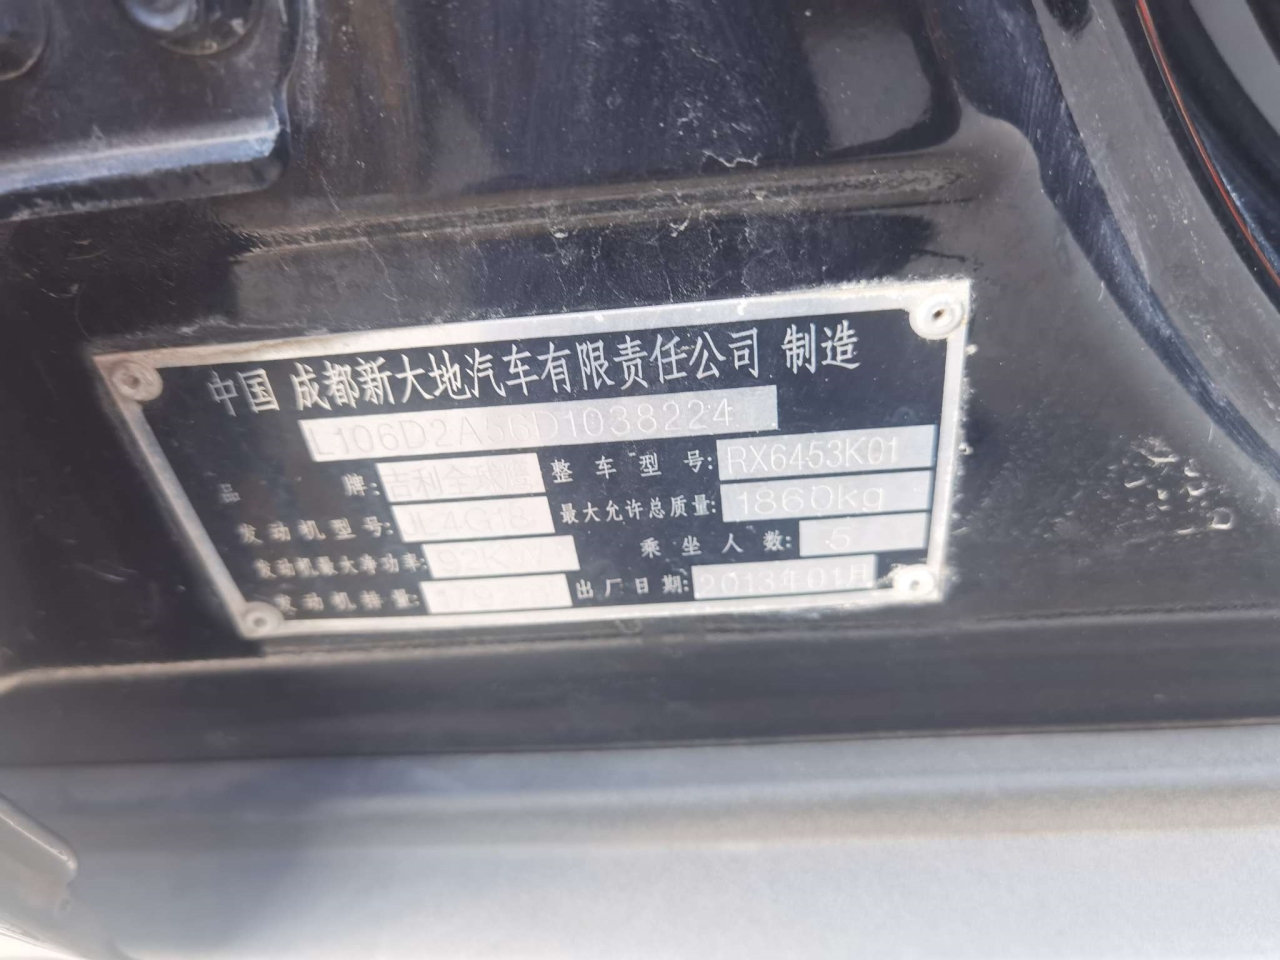 中国 成都新大地汽车有限责任公司 制造
L106D2A56D1038224
品 牌: 吉利全球鹰 整车型号: RX6453K01
发动机型号: JL4G18 最大允许总质量: 1860kg
发动机最大净功率: 乘坐人数: 5
发动机排量: 出厂日期: 2013年01月